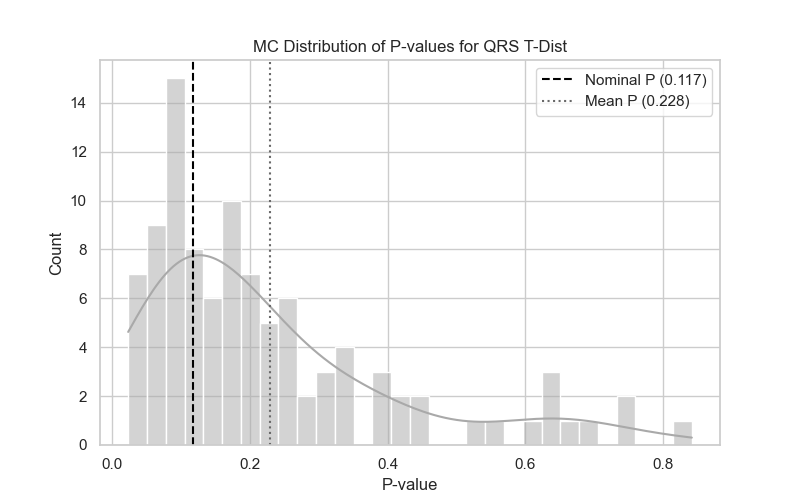 MC Distribution of P-values for QRS T-Dist
Nominal P (0.117)
Mean P (0.228)
Count
14
12
10
8
6
4
2
0
0.0 0.2 0.4 0.6 0.8
P-value